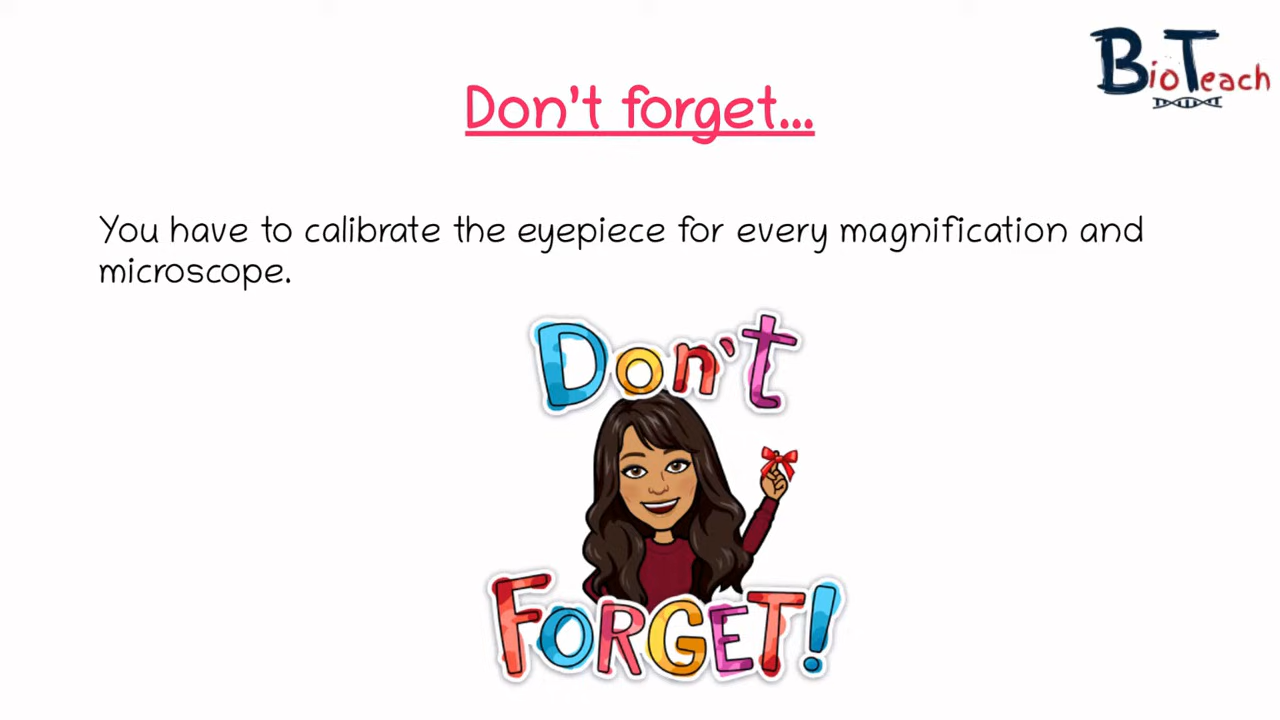 BioTeach
Don't forget...
You have to calibrate the eyepiece for every magnification and
microscope.
Don't
FORGET!